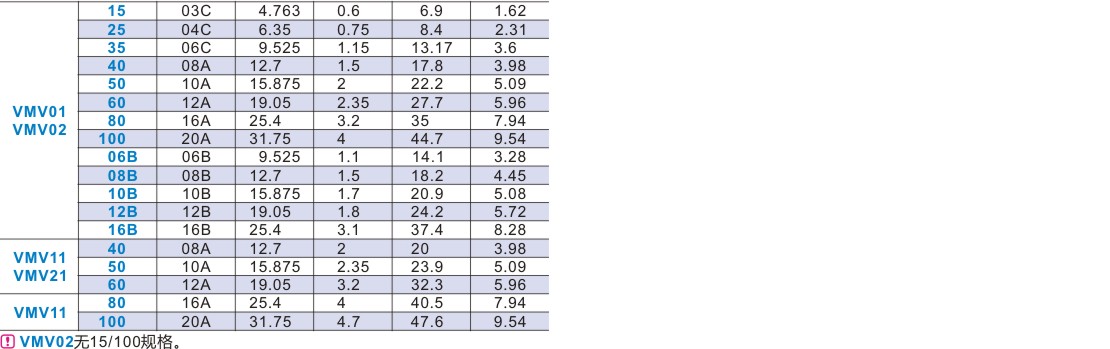 15 03C 4.763 0.6 6.9 1.62
25 04C 6.35 0.75 8.4 2.31
35 06C 9.525 1.15 13.17 3.6
40 08A 12.7 1.5 17.8 3.98
50 10A 15.875 2 22.2 5.09
60 12A 19.05 2.35 27.7 5.96
VMV01
80 16A 25.4 3.2 35 7.94
VMV02
100 20A 31.75 4 44.7 9.54
06B 06B 9.525 1.1 14.1 3.28
08B 08B 12.7 1.5 18.2 4.45
10B 10B 15.875 1.7 20.9 5.08
12B 12B 19.05 1.8 24.2 5.72
16B 16B 25.4 3.1 37.4 8.28
40 08A 12.7 2 20 3.98
VMV11
50 10A 15.875 2.35 23.9 5.09
VMV21
60 12A 19.05 3.2 32.3 5.96
80 16A 25.4 4 40.5 7.94
VMV11
100 20A 31.75 4.7 47.6 9.54
VMV02无15/100规格。